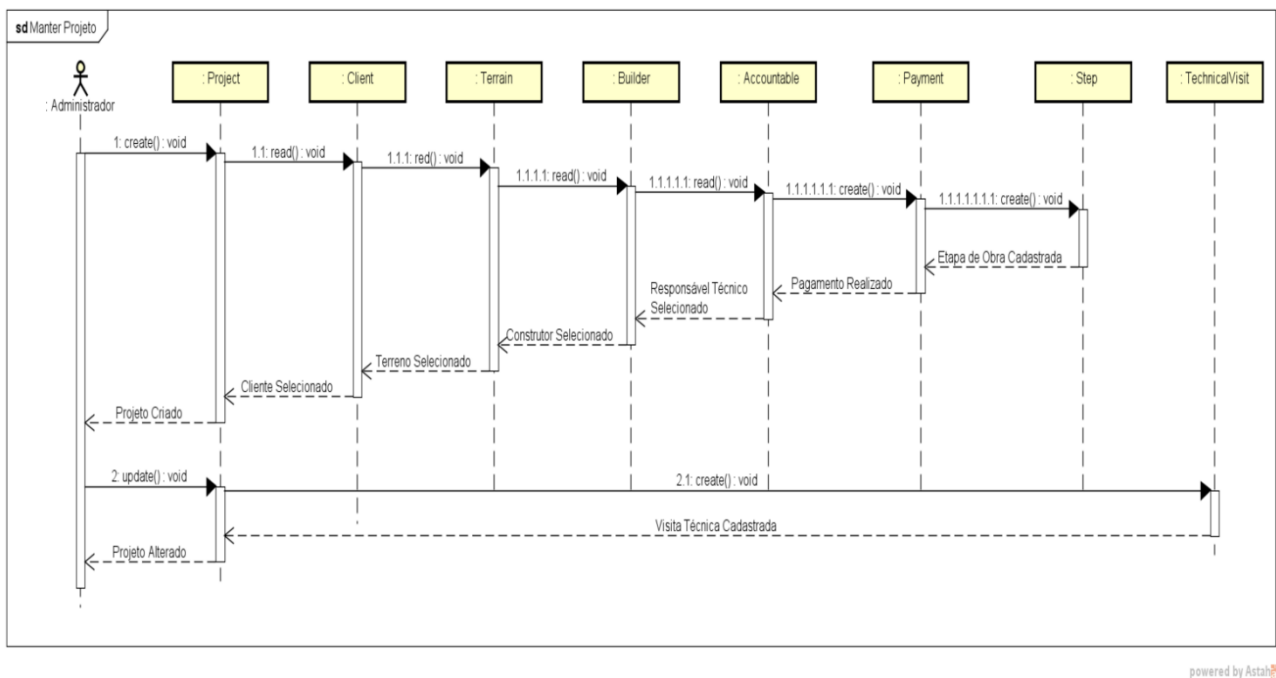 sd Manter Projeto
: Administrador
: Project
: Client
: Terrain
: Builder
: Accountable
: Payment
: Step
: TechnicalVisit
1: create() : void
1.1: read() : void
1.1.1: red() : void
1.1.1.1: read() : void
1.1.1.1.1: read() : void
1.1.1.1.1.1: create() : void
1.1.1.1.1.1.1: create() : void
Etapa de Obra Cadastrada
Pagamento Realizado
Responsável Técnico
Selecionado
Construtor Selecionado
Terreno Selecionado
Cliente Selecionado
Projeto Criado
2: update() : void
2.1: create() : void
Visita Técnica Cadastrada
Projeto Alterado
powered by Astah